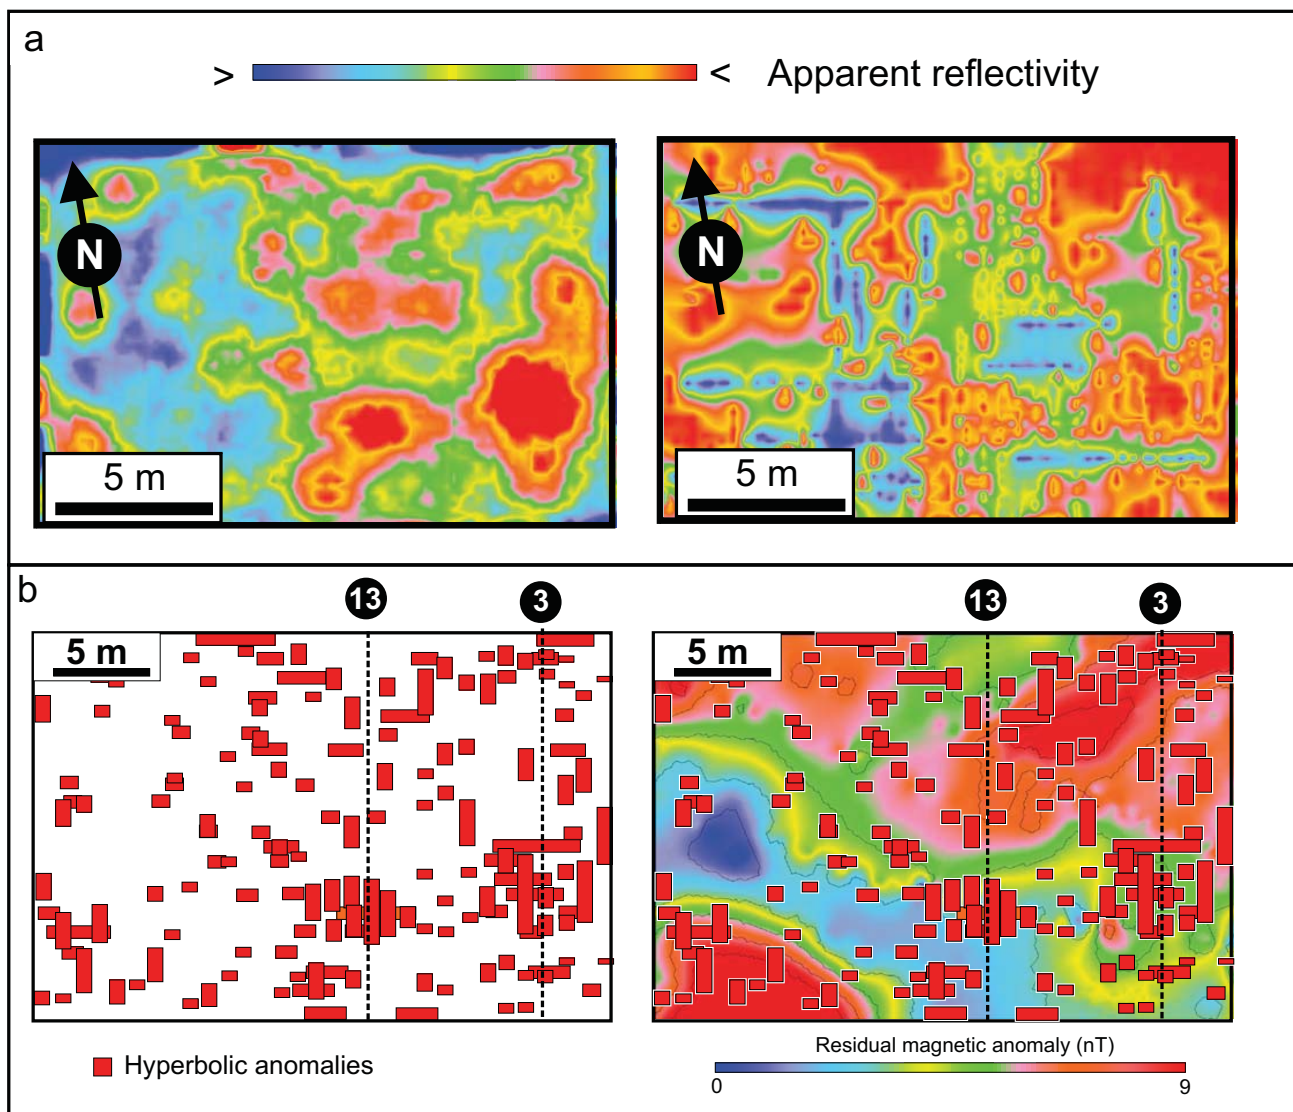 a
> < Apparent reflectivity
N N
5 m 5 m
b
13 3 13 3
5 m 5 m
Hyperbolic anomalies
Residual magnetic anomaly (nT)
0 9